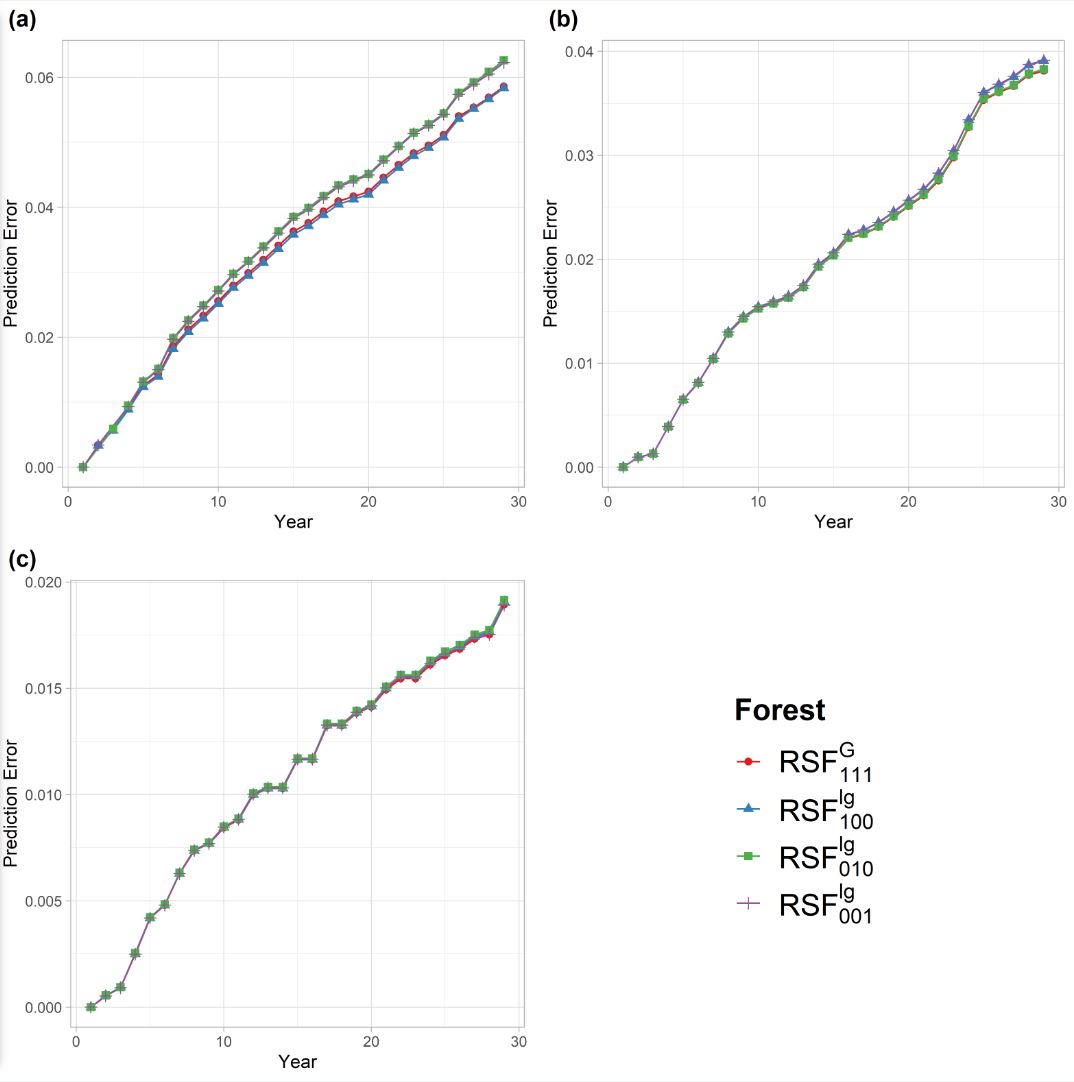 (a)
Prediction Error
0.06
0.04
0.02
0.00
0 10 20 30
Year
(b)
Prediction Error
0.04
0.03
0.02
0.01
0.00
0 10 20 30
Year
(c)
Prediction Error
0.020
0.015
0.010
0.005
0.000
0 10 20 30
Year
Forest
RSF^G_111
RSF^Ig_100
RSF^Ig_010
RSF^Ig_001